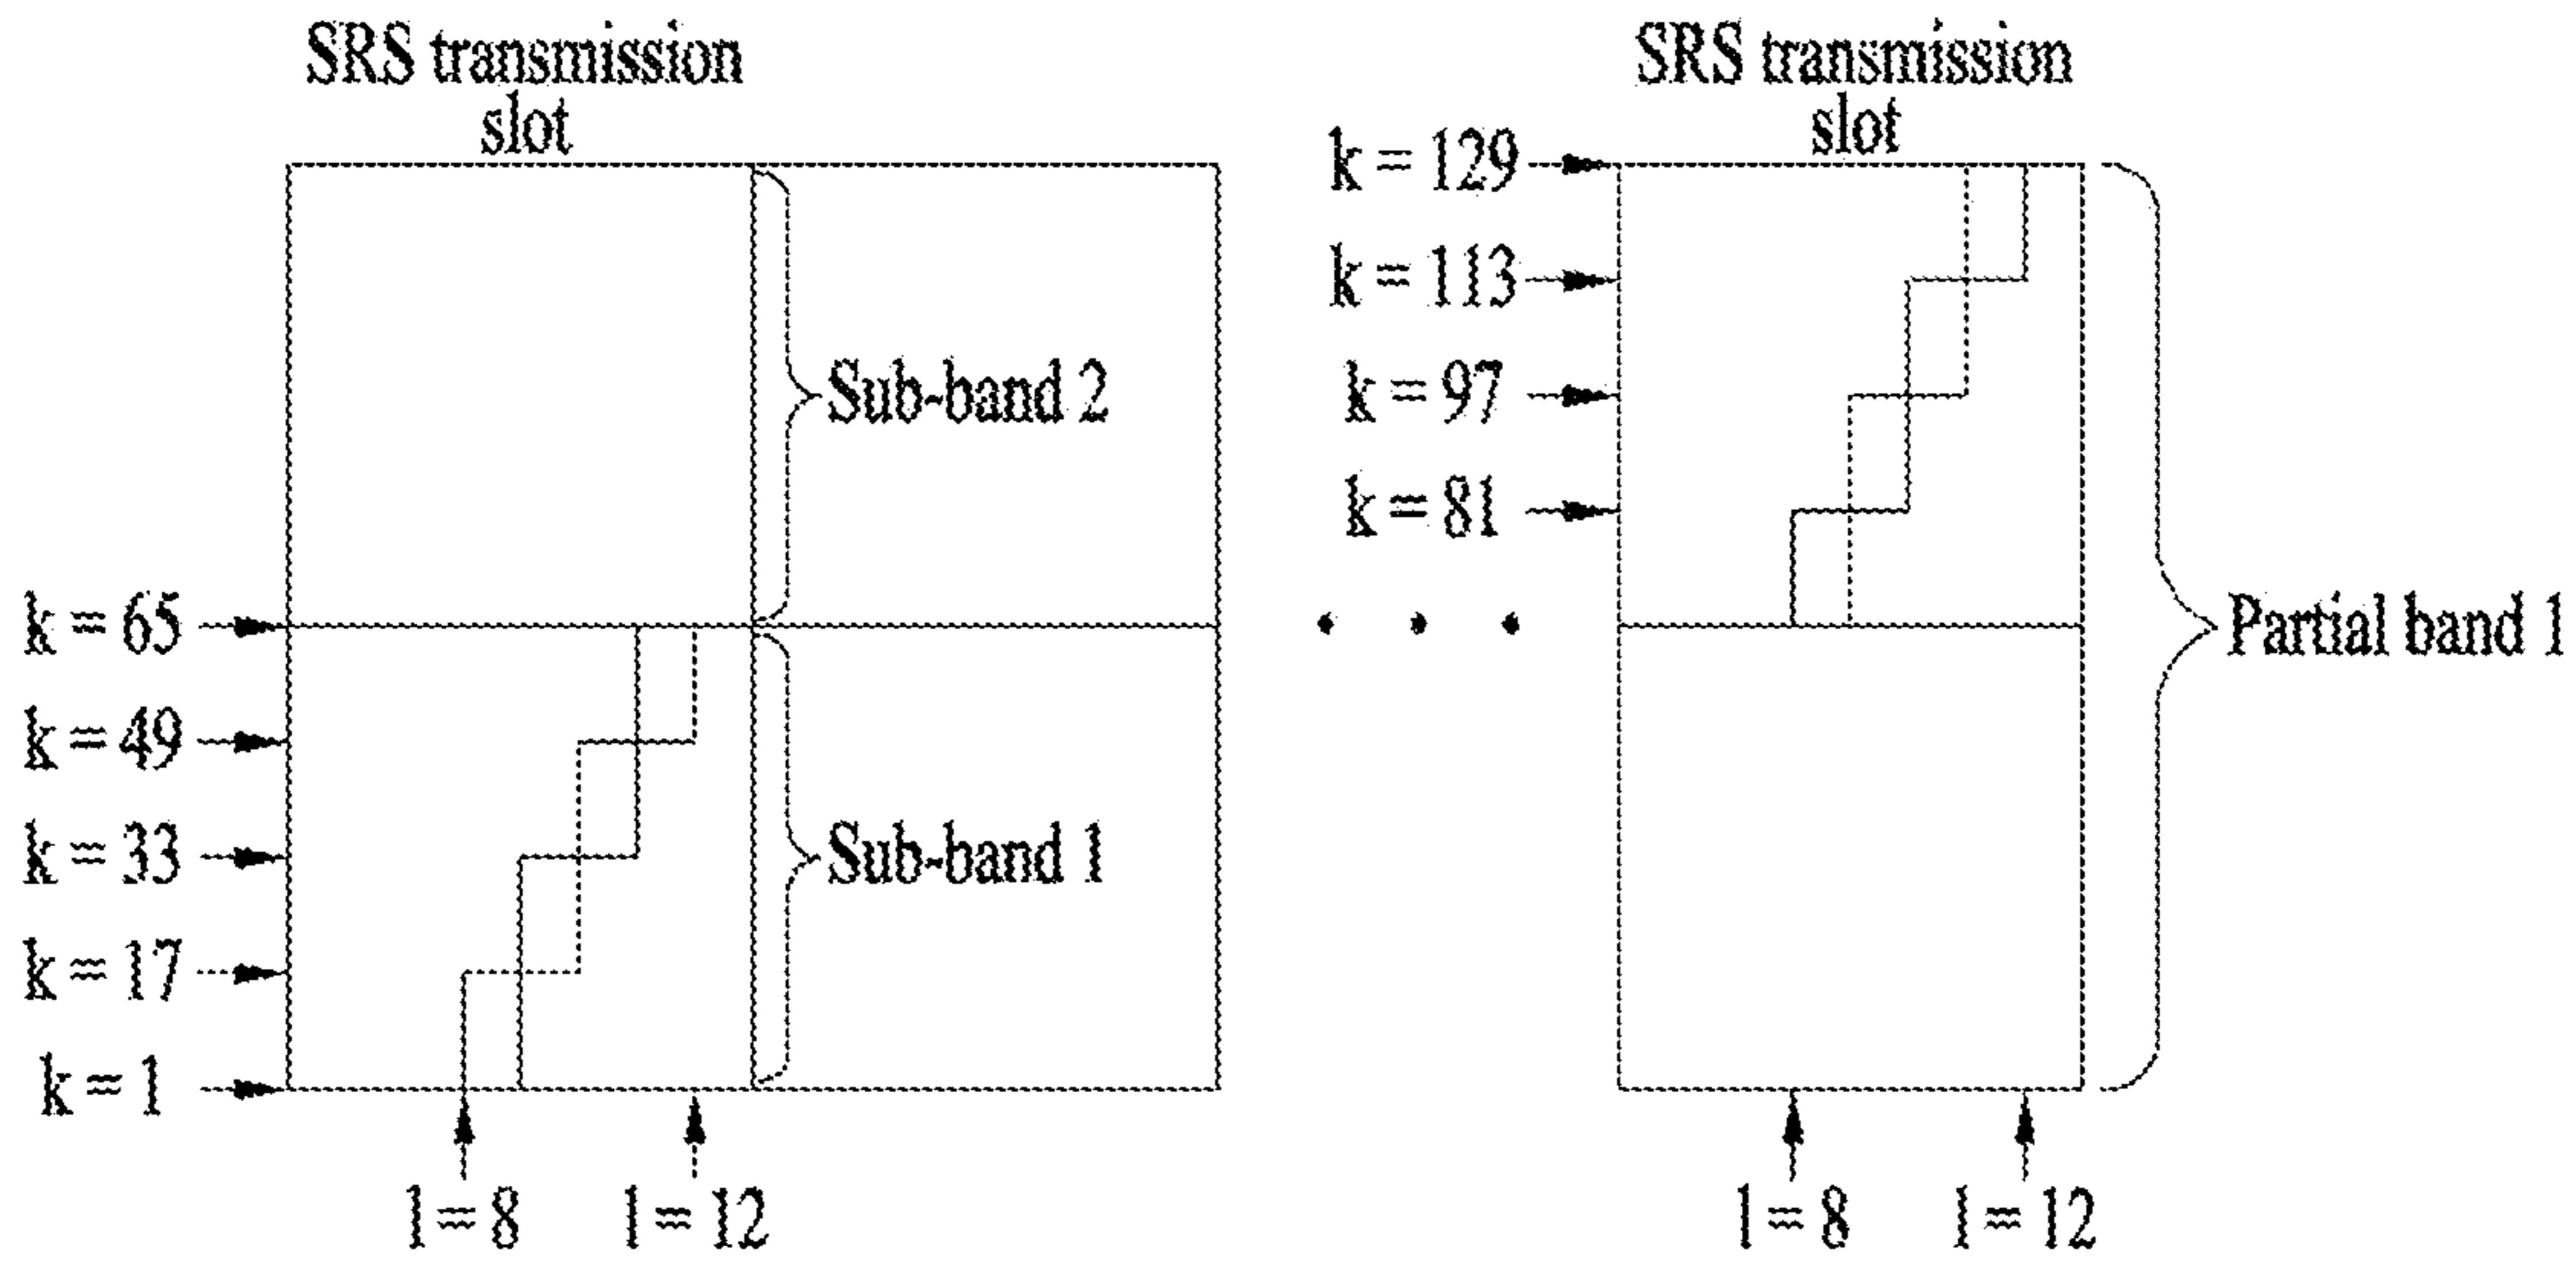 SRS transmission
slot
Sub-band 2
k = 65
k = 49
k = 33
Sub-band 1
k = 17
k = 1
l = 8
l = 12
SRS transmission
slot
k = 129
k = 113
k = 97
k = 81
• • •
Partial band 1
l = 8
l = 12